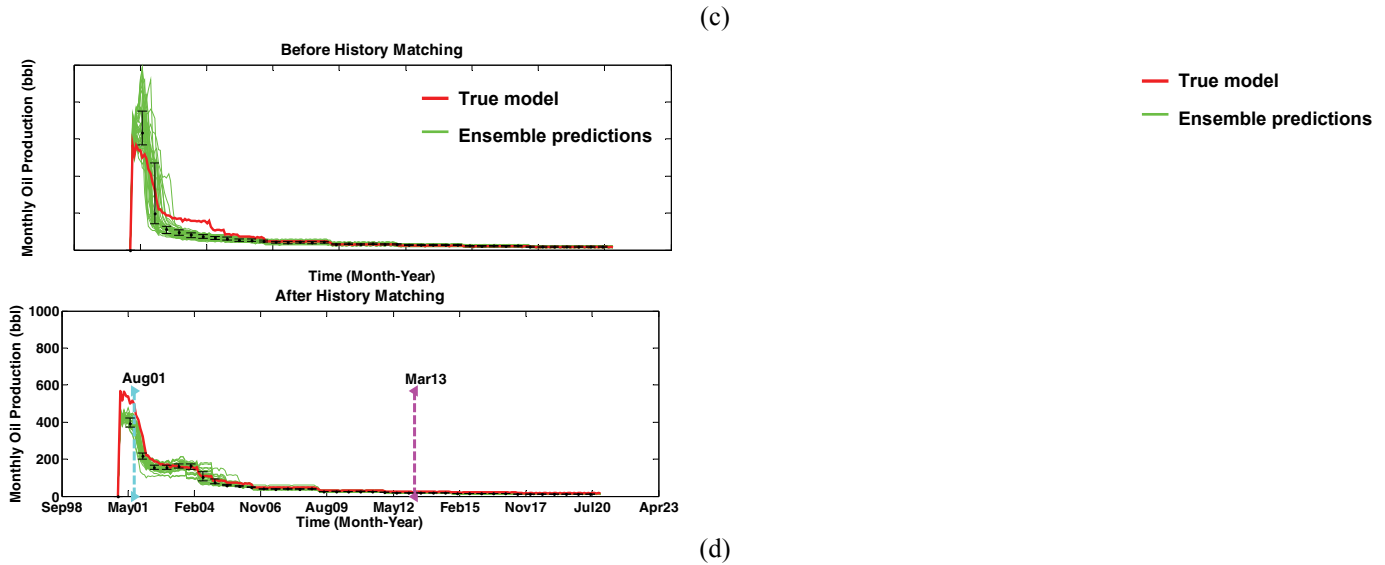 (c)
Before History Matching
Monthly Oil Production (bbl)
True model
Ensemble predictions
True model
Ensemble predictions
Time (Month-Year)
After History Matching
Monthly Oil Production (bbl)
1000
800
600
400
200
0
Aug01
Mar13
Sep98 May01 Feb04 Nov06 Aug09 May12 Feb15 Nov17 Jul20 Apr23
Time (Month-Year)
(d)